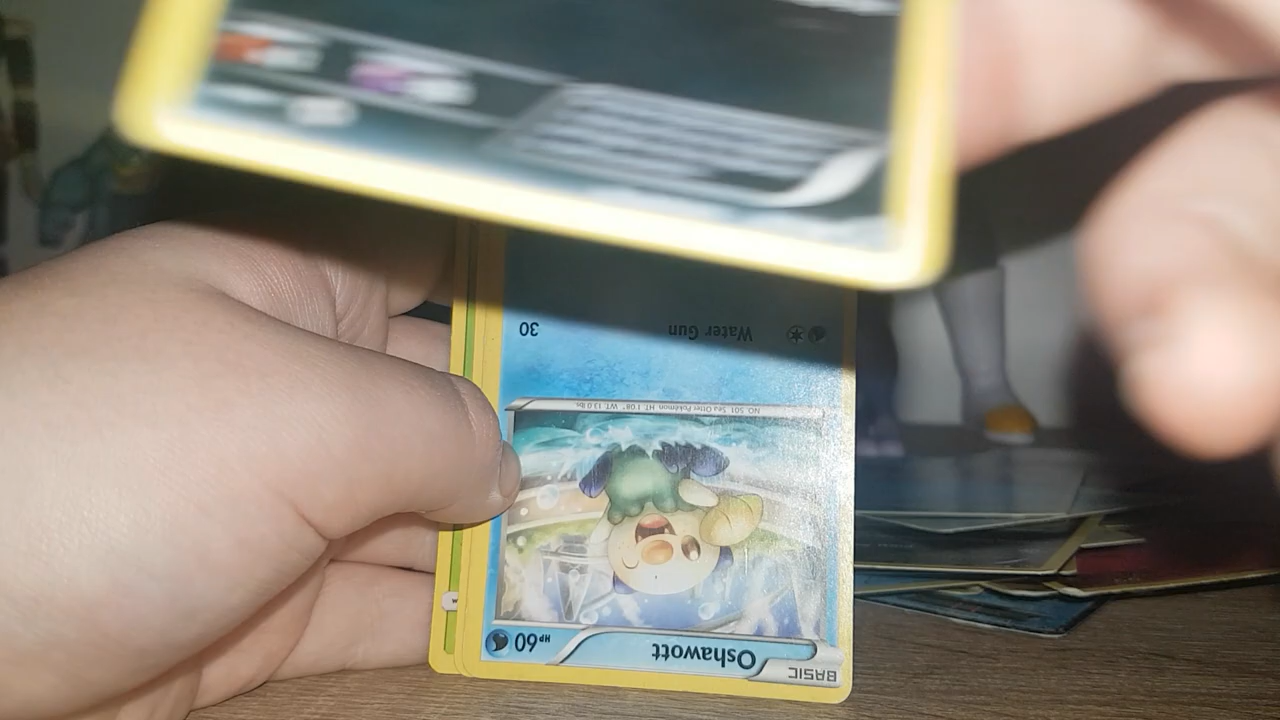 BASIC
Oshawott
HP 60
NO. 501 Sea Otter Pokémon HT. 1'08" WT. 13.0 lbs.
Water Gun 30